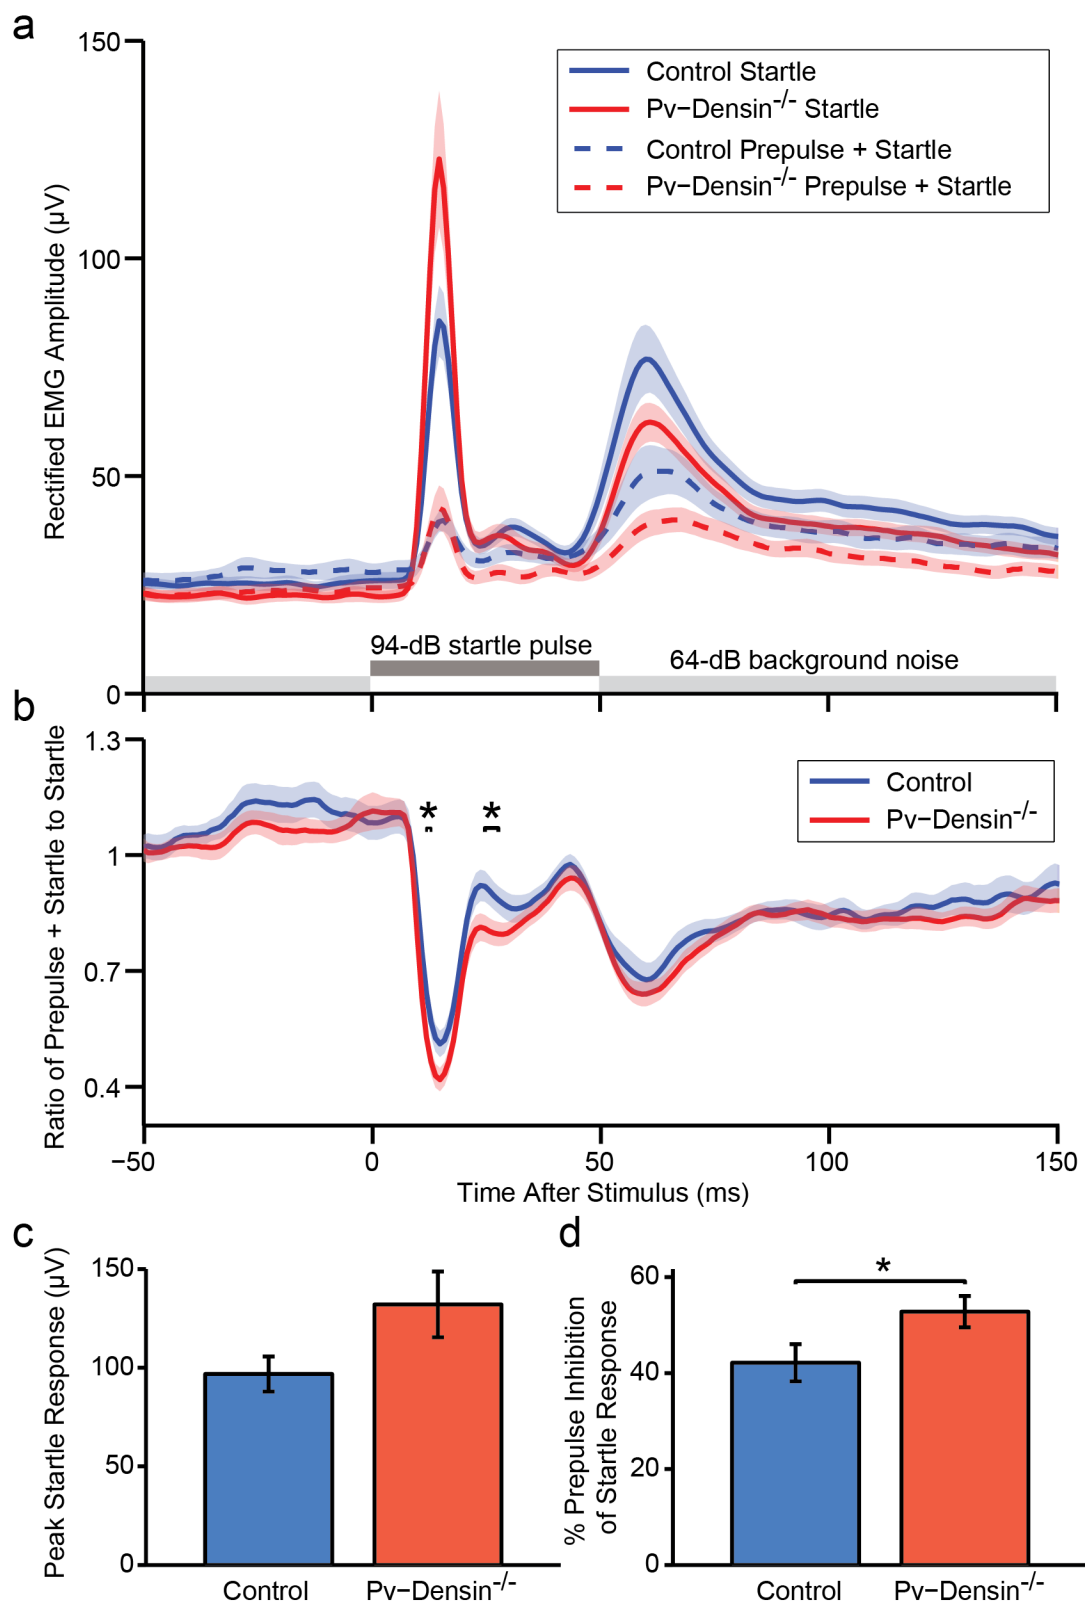 a
150
100
50
0
Rectified EMG Amplitude (µV)
Control Startle
Pv−Densin-/- Startle
Control Prepulse + Startle
Pv−Densin-/- Prepulse + Startle
94-dB startle pulse
64-dB background noise
b
1.3
1
0.7
0.4
Ratio of Prepulse + Startle to Startle
Control
Pv−Densin-/-
*
*
−50
0
50
100
150
Time After Stimulus (ms)
c
150
100
50
0
Peak Startle Response (µV)
Control
Pv−Densin-/-
d
60
40
20
0
% Prepulse Inhibition
of Startle Response
*
Control
Pv−Densin-/-